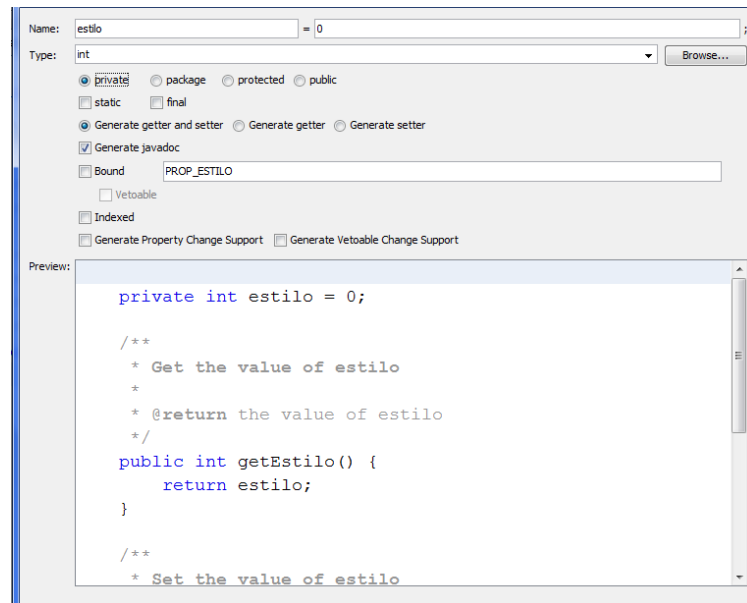 Name: estilo = 0 ;
Type: int Browse...
private package protected public
static final
Generate getter and setter Generate getter Generate setter
Generate javadoc
Bound PROP_ESTILO
Vetoable
Indexed
Generate Property Change Support Generate Vetoable Change Support
Preview:
private int estilo = 0;
/**
* Get the value of estilo
*
* @return the value of estilo
*/
public int getEstilo() {
return estilo;
}
/**
* Set the value of estilo